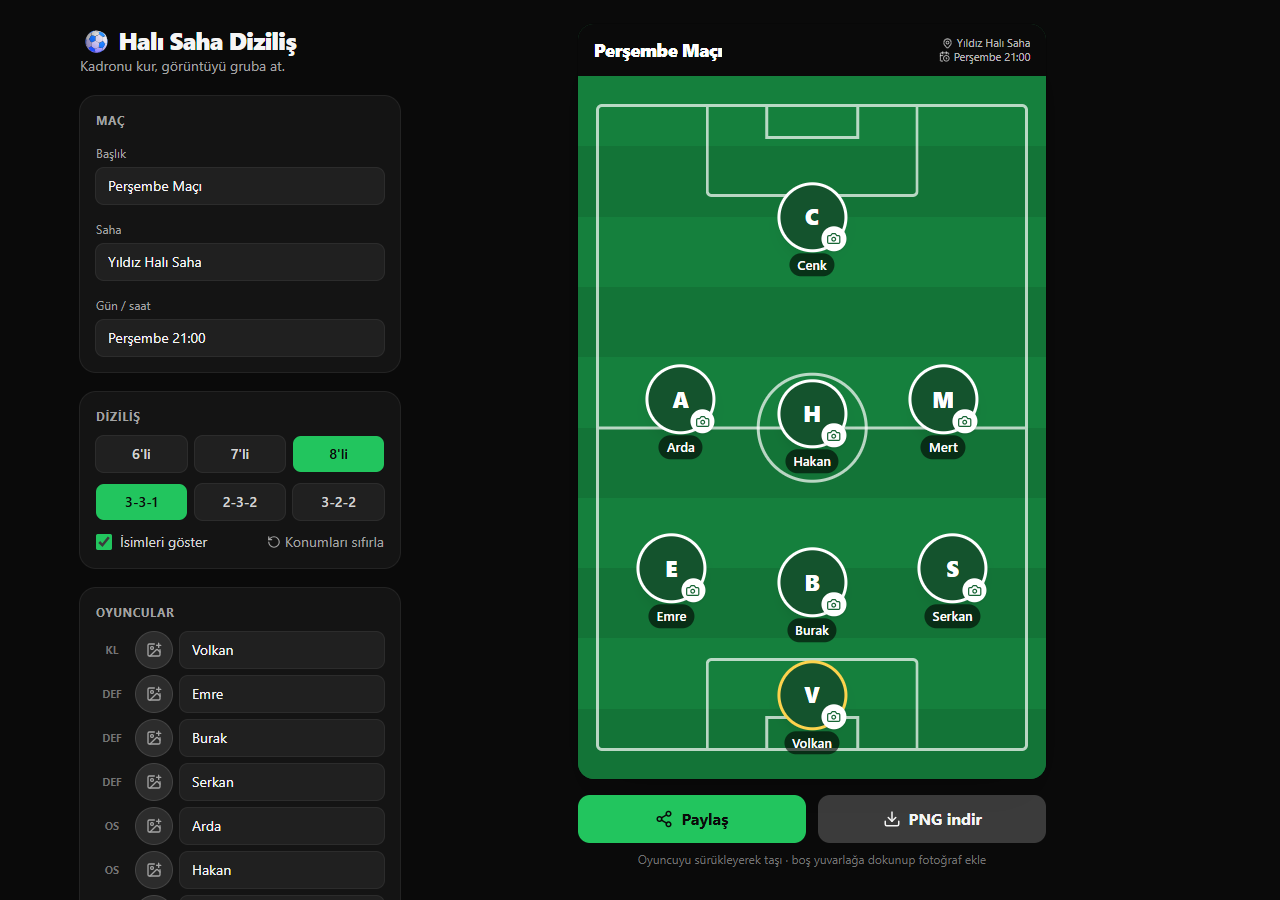 Halı Saha Diziliş
Kadronu kur, görüntüyü gruba at.
MAÇ
Başlık
Perşembe Maçı
Saha
Yıldız Halı Saha
Gün / saat
Perşembe 21:00
DİZİLİŞ
6'li 7'li 8'li
3-3-1 2-3-2 3-2-2
İsimleri göster Konumları sıfırla
OYUNCULAR
KL Volkan
DEF Emre
DEF Burak
DEF Serkan
OS Arda
OS Hakan
Perşembe Maçı
Yıldız Halı Saha
Perşembe 21:00
C
Cenk
A
Arda
H
Hakan
M
Mert
E
Emre
B
Burak
S
Serkan
V
Volkan
Paylaş PNG indir
Oyuncuyu sürükleyerek taşı · boş yuvarlağa dokunup fotoğraf ekle